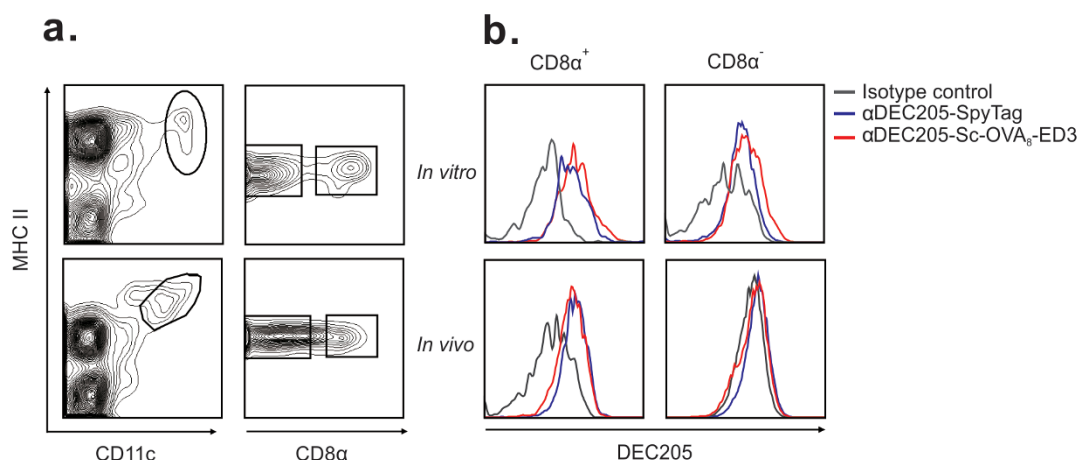 a.
b.
CD8α⁺
CD8α⁻
Isotype control
αDEC205-SpyTag
αDEC205-Sc-OVA₈-ED3
In vitro
In vivo
MHC II
CD11c
CD8α
DEC205